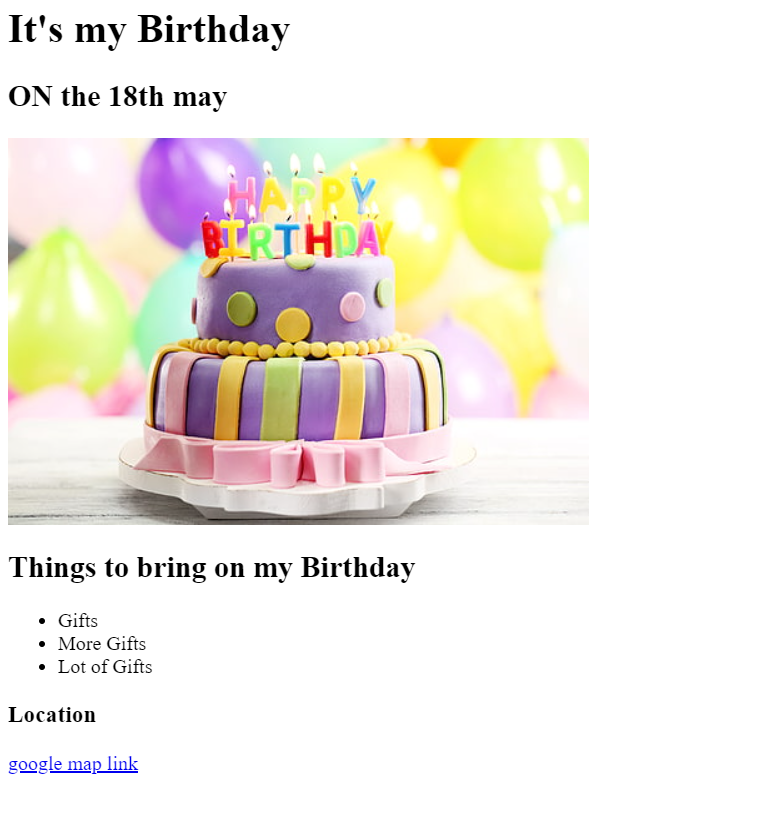 It's my Birthday
ON the 18th may
HAPPY
BIRTHDAY
Things to bring on my Birthday
Gifts
More Gifts
Lot of Gifts
Location
google map link